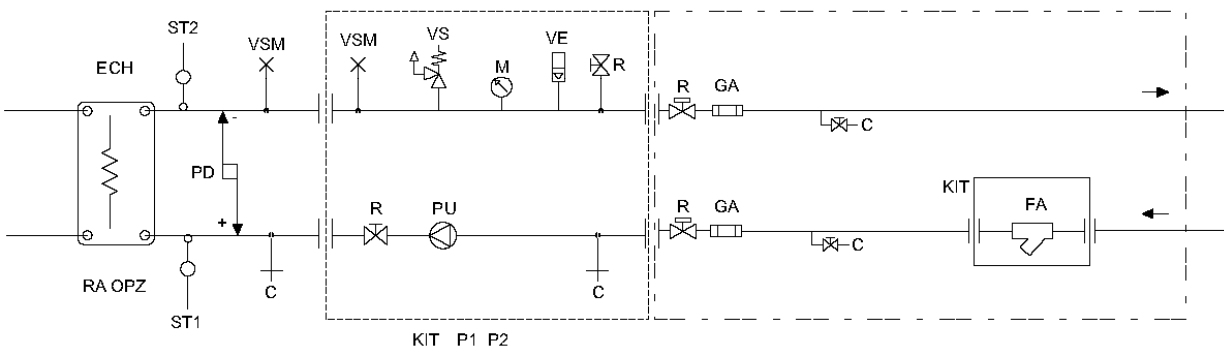 ST2
VSM
VSM
VS
M
VE
R
ECH
R
GA
C
-
PD
+
KIT
FA
R
PU
R
GA
C
RA OPZ
ST1
C
C
KIT P1 P2